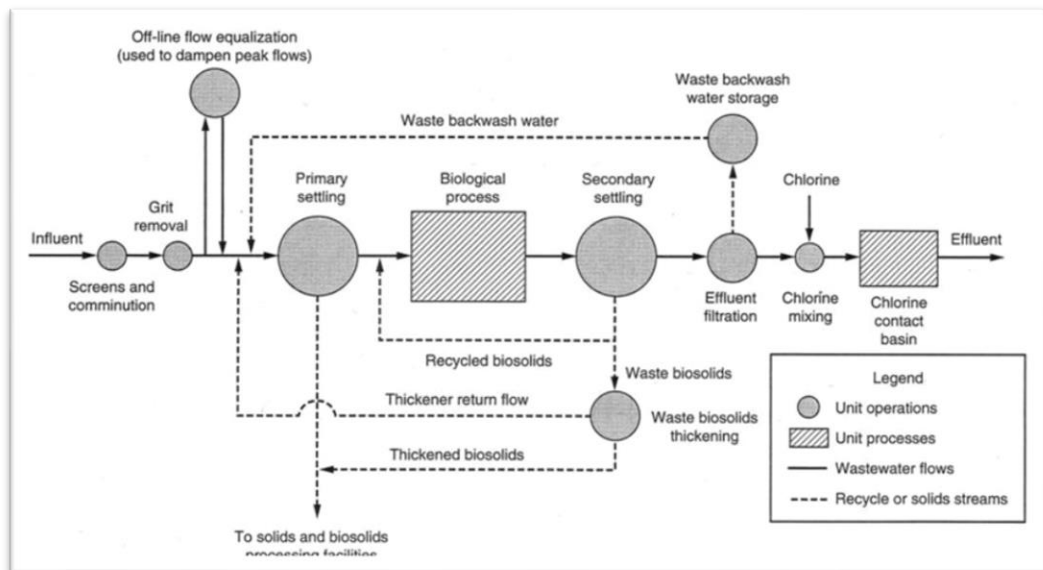 Off-line flow equalization
(used to dampen peak flows)
Waste backwash
water storage
Waste backwash water
Primary
settling
Biological
process
Secondary
settling
Chlorine
Grit
removal
Influent
Effluent
Screens and
comminution
Effluent
filtration
Chlorine
mixing
Chlorine
contact
basin
Recycled biosolids
Waste biosolids
Thickener return flow
Waste biosolids
thickening
Thickened biosolids
To solids and biosolids
processing facilities
Legend
Unit operations
Unit processes
Wastewater flows
Recycle or solids streams